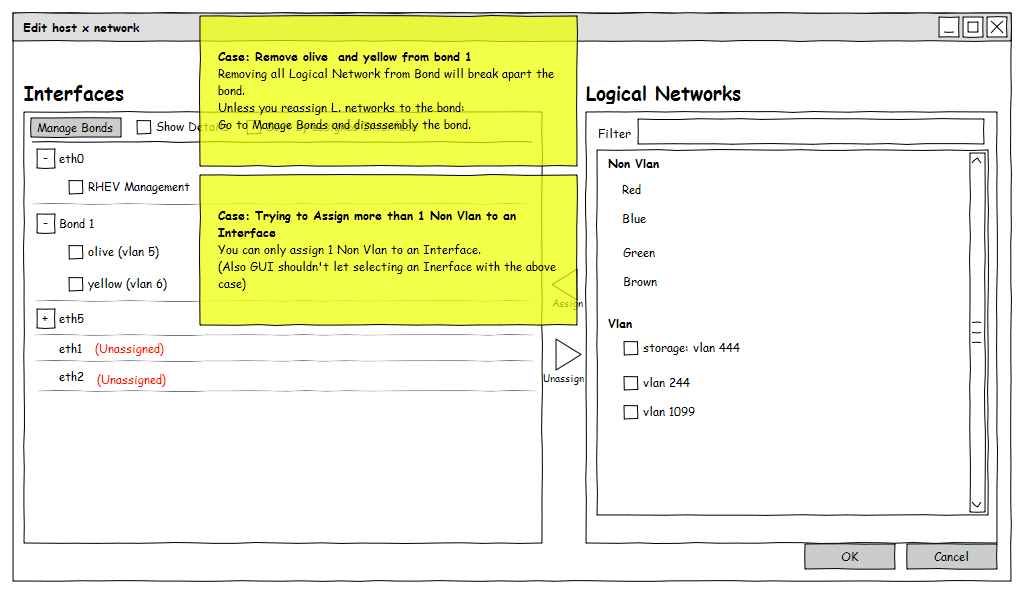 Edit host x network
Case: Remove olive and yellow from bond 1
Removing all Logical Network from Bond will break apart the
bond.
Unless you reassign L. networks to the bond:
Go to Manage Bonds and disassembly the bond.
Interfaces
Manage Bonds
Show Details
- eth0
RHEV Management
Case: Trying to Assign more than 1 Non Vlan to an
Interface
You can only assign 1 Non Vlan to an Interface.
(Also GUI shouldn't let selecting an Inerface with the above
case)
- Bond 1
olive (vlan 5)
yellow (vlan 6)
+ eth5
eth1 (Unassigned)
eth2 (Unassigned)
Assign
Unassign
Logical Networks
Filter
Non Vlan
Red
Blue
Green
Brown
Vlan
storage: vlan 444
vlan 244
vlan 1099
OK
Cancel